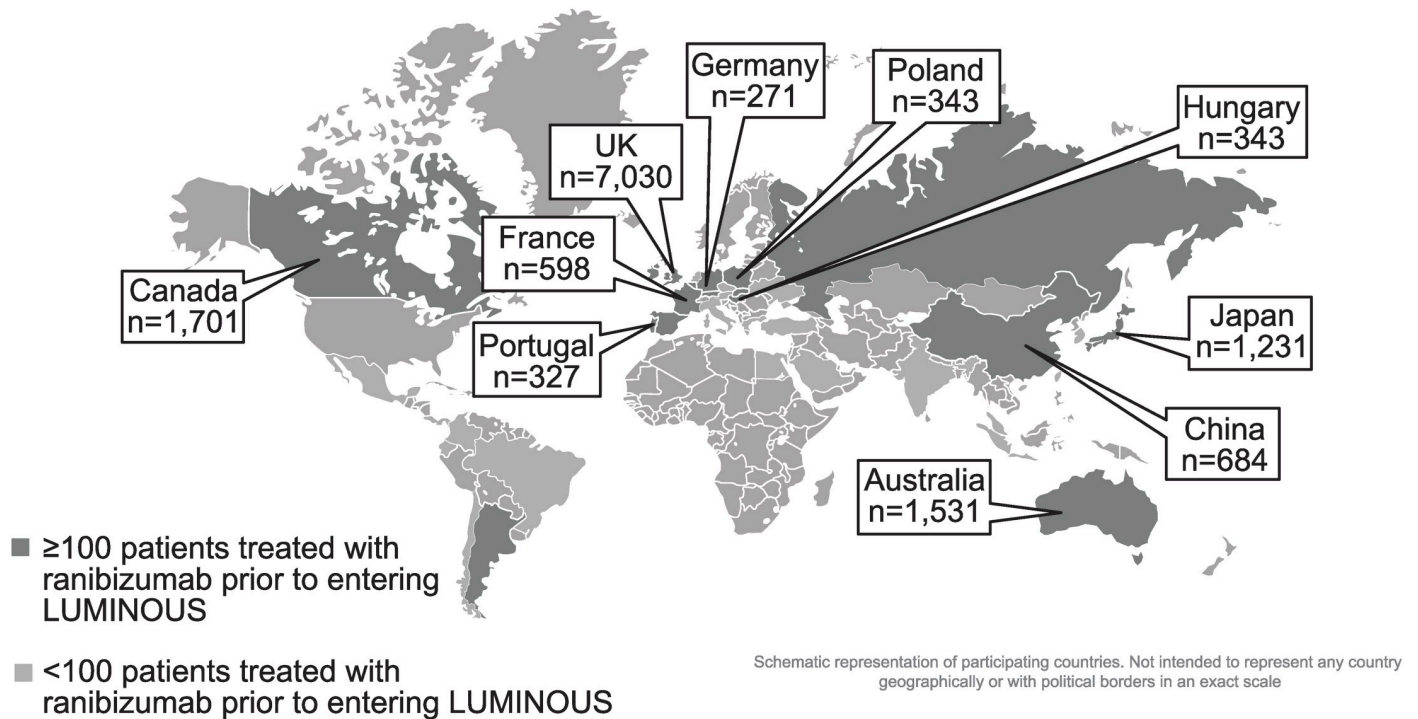 Germany
n=271
Poland
n=343
Hungary
n=343
UK
n=7,030
France
n=598
Canada
n=1,701
Portugal
n=327
Japan
n=1,231
China
n=684
Australia
n=1,531
≥100 patients treated with
ranibizumab prior to entering
LUMINOUS
<100 patients treated with
ranibizumab prior to entering LUMINOUS
Schematic representation of participating countries. Not intended to represent any country
geographically or with political borders in an exact scale